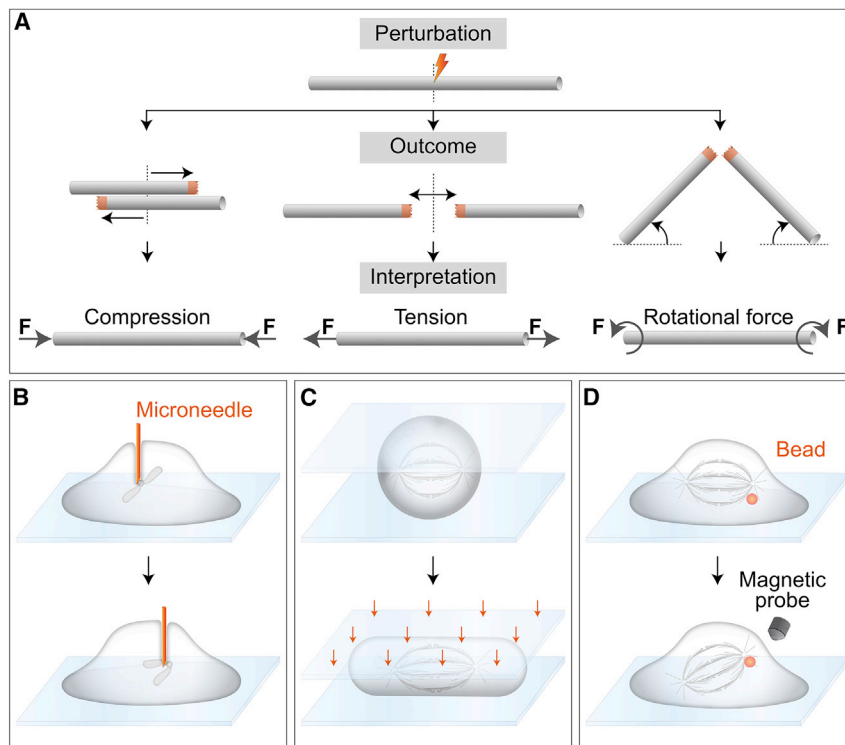 A
Perturbation
Outcome
Interpretation
F Compression F
F Tension F
F Rotational force F
B
Microneedle
C
D
Bead
Magnetic
probe